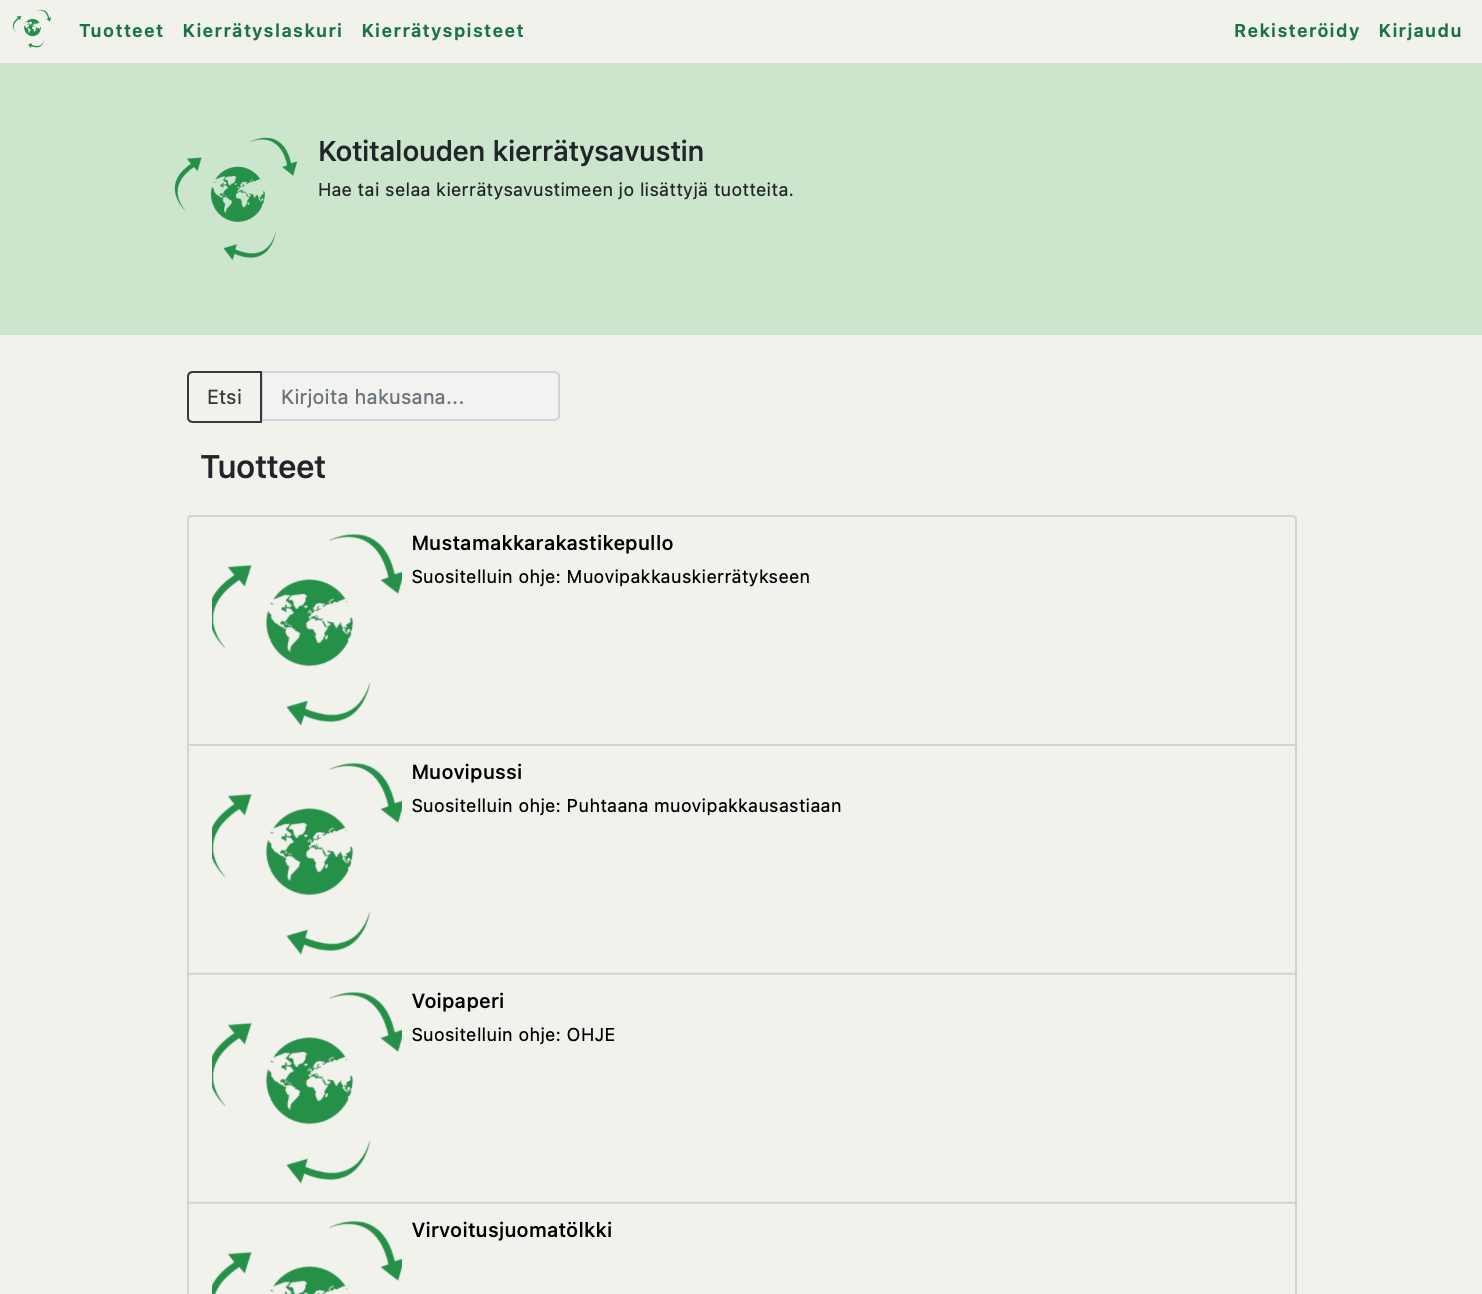 Tuotteet Kierrätyslaskuri Kierrätyspisteet Rekisteröidy Kirjaudu
Kotitalouden kierrätysavustin
Hae tai selaa kierrätysavustimeen jo lisättyjä tuotteita.
Etsi Kirjoita hakusana...
Tuotteet
Mustamakkarakastikepullo
Suositelluin ohje: Muovipakkauskierrätykseen
Muovipussi
Suositelluin ohje: Puhtaana muovipakkausastiaan
Voipaperi
Suositelluin ohje: OHJE
Virvoitusjuomatölkki